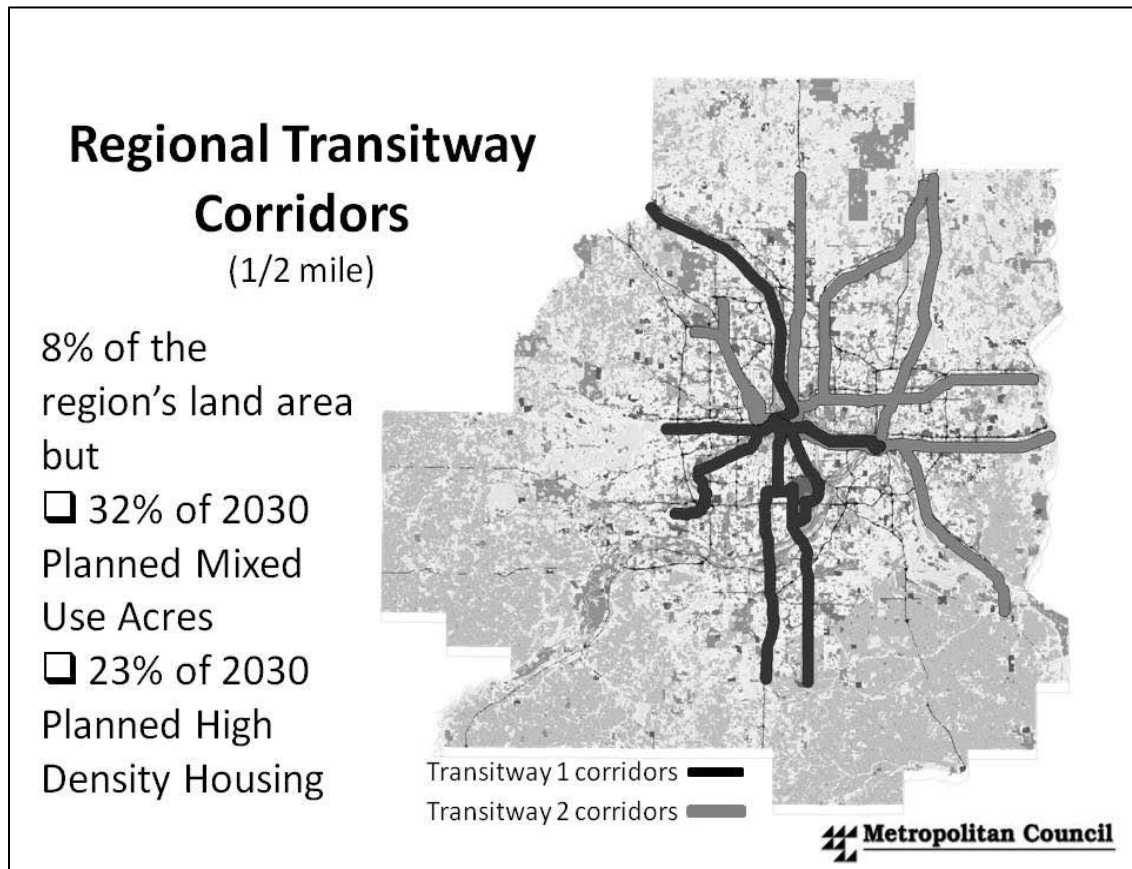 Regional Transitway
Corridors
(1/2 mile)
8% of the
region's land area
but
❑ 32% of 2030
Planned Mixed
Use Acres
❑ 23% of 2030
Planned High
Density Housing
Transitway 1 corridors
Transitway 2 corridors
Metropolitan Council